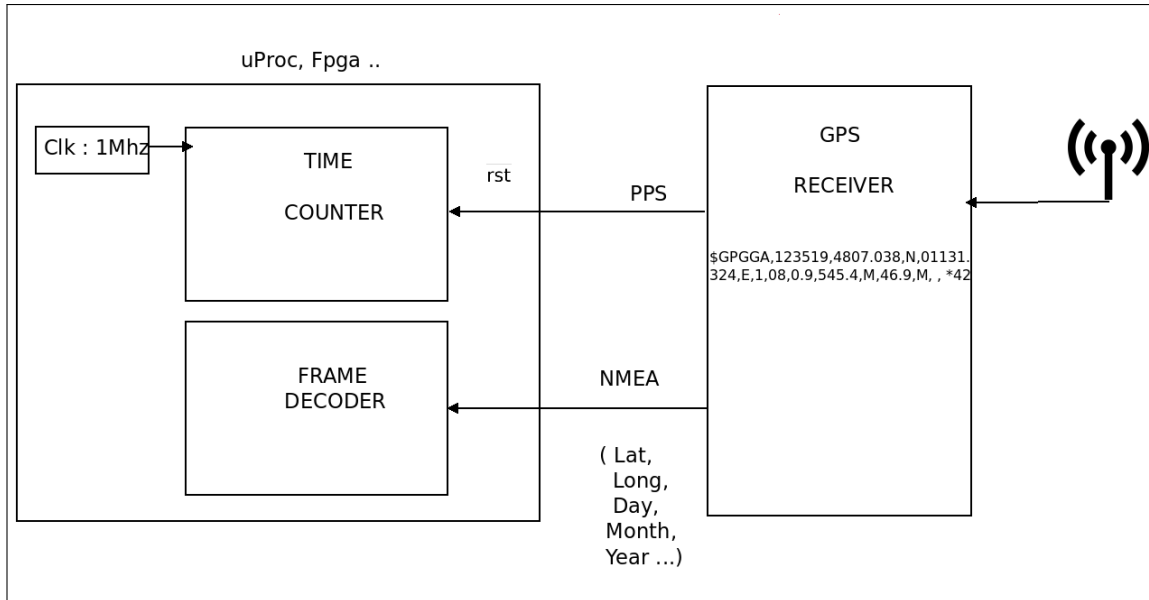 uProc, Fpga ..
Clk : 1Mhz
TIME
COUNTER
rst
PPS
GPS
RECEIVER
$GPGGA,123519,4807.038,N,01131.
324,E,1,08,0.9,545.4,M,46.9,M, , *42
FRAME
DECODER
NMEA
( Lat,
Long,
Day,
Month,
Year ...)